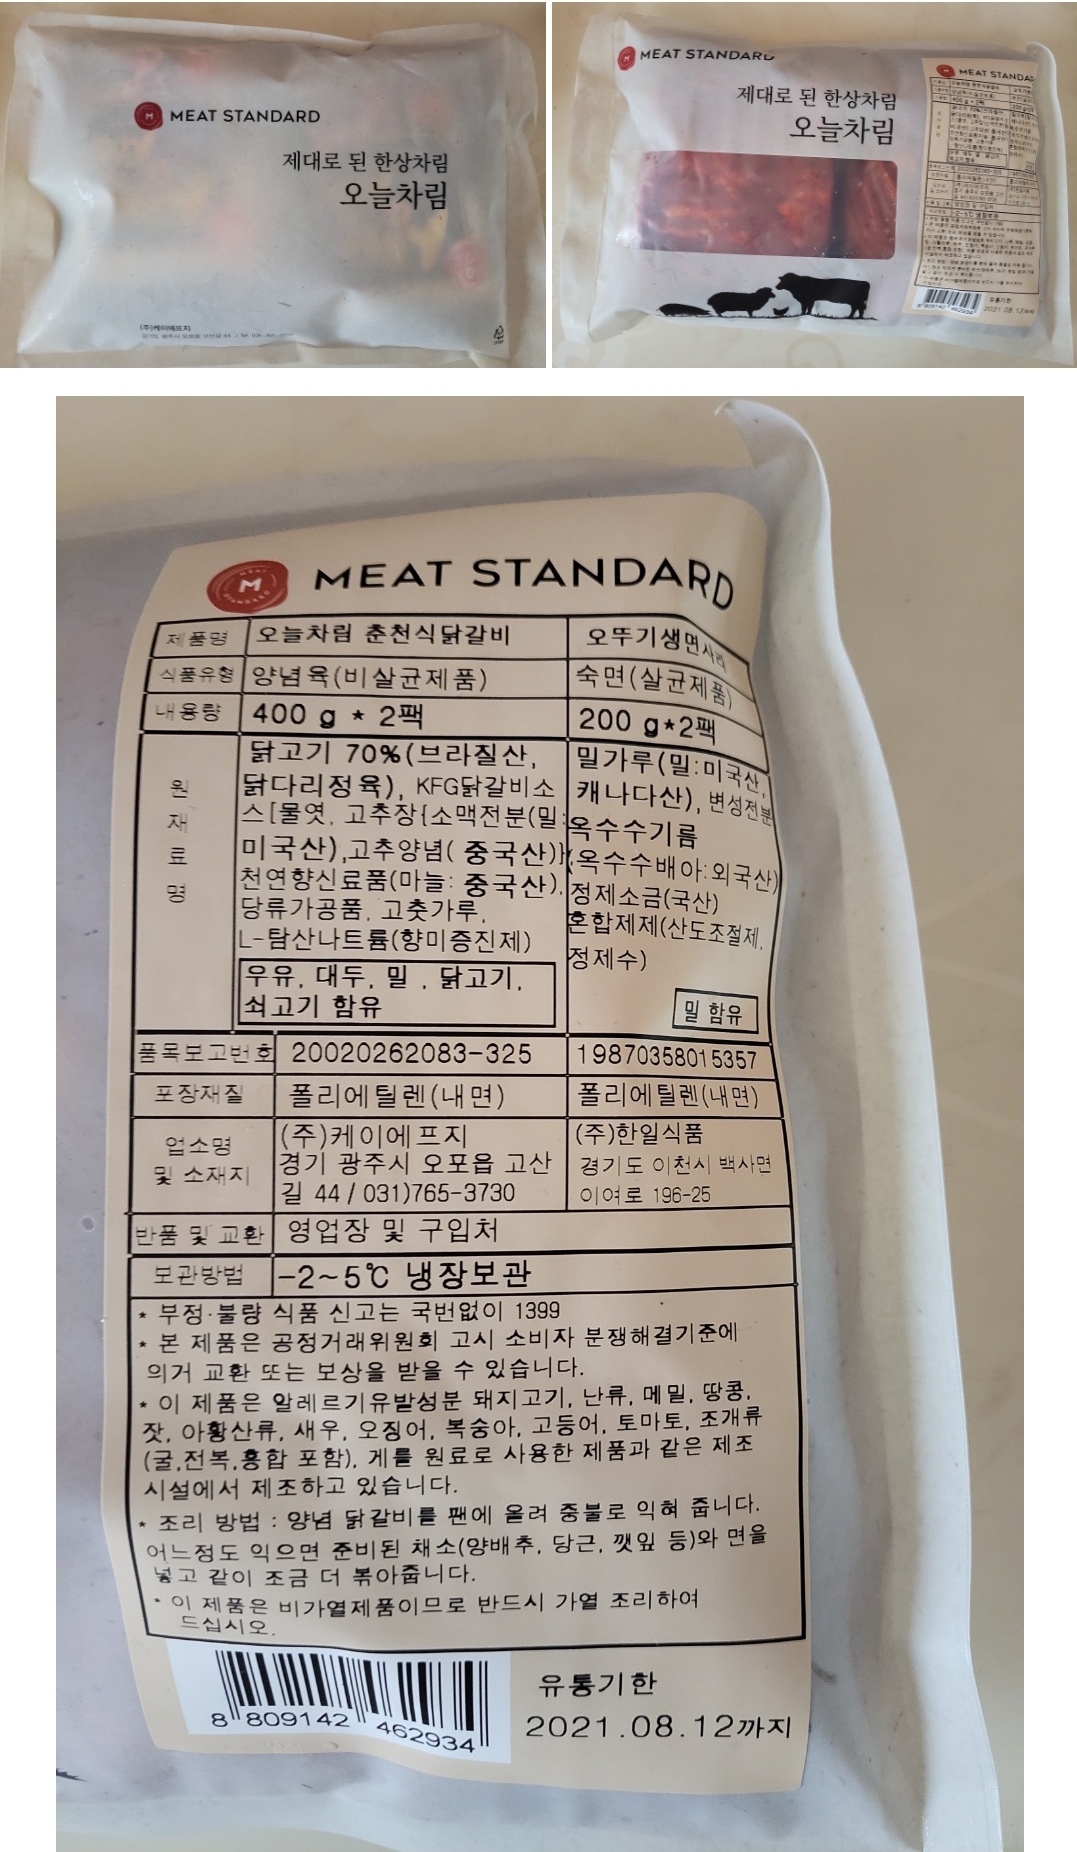 MEAT STANDARD
제대로 된 한상차림
오늘차림
(주)케이에프지
MEAT STANDARD
제대로 된 한상차림
오늘차림
MEAT STANDA
유통기한
2021.08.12까지
MEAT STANDARD
제품명 오늘차림 춘천식닭갈비 오뚜기생면사리
식품유형 양념육(비살균제품) 숙면(살균제품)
내용량 400 g * 2팩 200 g*2팩
원재료명
닭고기 70%(브라질산,
닭다리정육), KFG닭갈비소
스[물엿, 고추장{소맥전분(밀:
미국산),고추양념( 중국산)}
천연향신료품(마늘: 중국산),
당류가공품, 고춧가루,
L-탐산나트륨(향미증진제)
우유, 대두, 밀 , 닭고기,
쇠고기 함유
밀가루(밀:미국산,
캐나다산), 변성전분
옥수수기름
(옥수수배아:외국산)
정제소금(국산)
혼합제제(산도조절제,
정제수)
밀 함유
품목보고번호 20020262083-325 19870358015357
포장재질 폴리에틸렌(내면) 폴리에틸렌(내면)
업소명
및 소재지
(주)케이에프지
경기 광주시 오포읍 고산
길 44 / 031)765-3730
(주)한일식품
경기도 이천시 백사면
이여로 196-25
반품 및 교환 영업장 및 구입처
보관방법 -2~5℃ 냉장보관
* 부정·불량 식품 신고는 국번없이 1399
* 본 제품은 공정거래위원회 고시 소비자 분쟁해결기준에
의거 교환 또는 보상을 받을 수 있습니다.
* 이 제품은 알레르기유발성분 돼지고기, 난류, 메밀, 땅콩,
잣, 아황산류, 새우, 오징어, 복숭아, 고등어, 토마토, 조개류
(굴,전복,홍합 포함), 게를 원료로 사용한 제품과 같은 제조
시설에서 제조하고 있습니다.
* 조리 방법 : 양념 닭갈비를 팬에 올려 중불로 익혀 줍니다.
어느정도 익으면 준비된 채소(양배추, 당근, 깻잎 등)와 면을
넣고 같이 조금 더 볶아줍니다.
* 이 제품은 비가열제품이므로 반드시 가열 조리하여
드십시오.
8 809142 462934
유통기한
2021.08.12까지